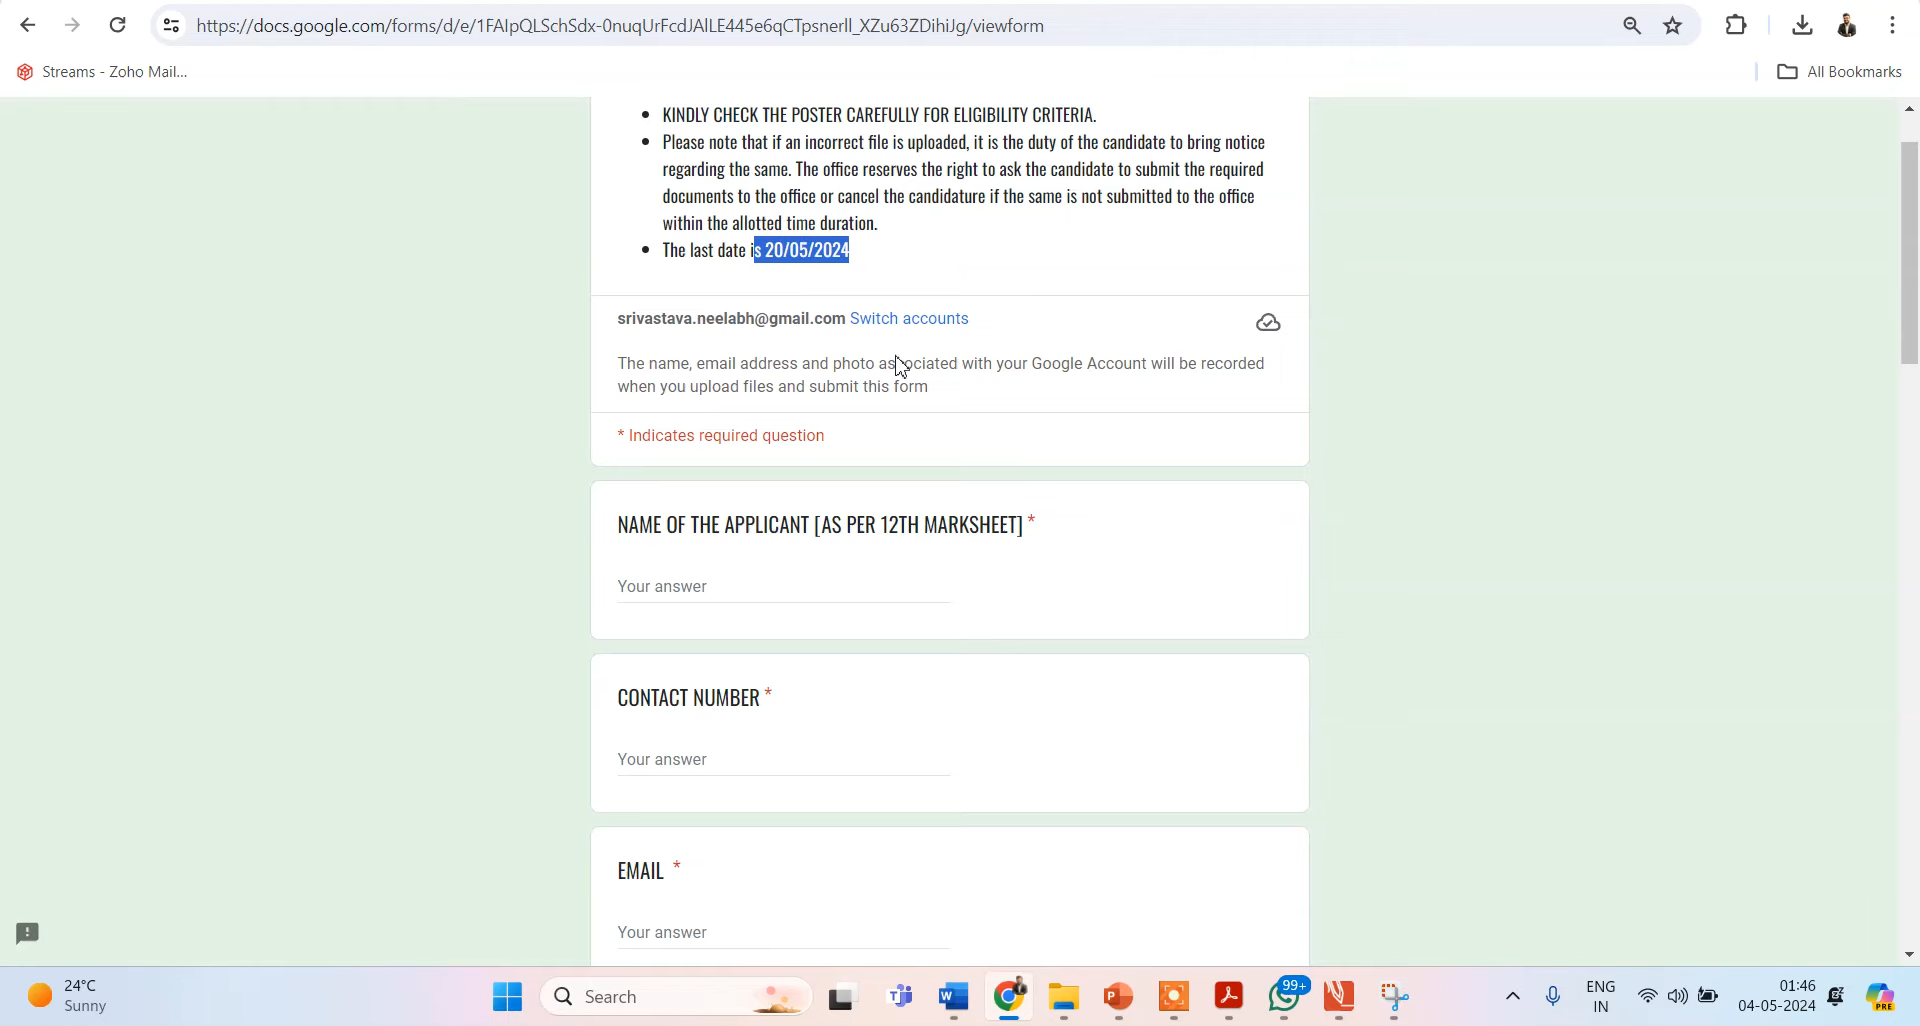 https://docs.google.com/forms/d/e/1FAIpQLSchSdx-0nuqUrFcdJAlLE445e6qCTpsnerIl_XZu63ZDihiJg/viewform
Streams - Zoho Mail...
All Bookmarks
KINDLY CHECK THE POSTER CAREFULLY FOR ELIGIBILITY CRITERIA.
Please note that if an incorrect file is uploaded, it is the duty of the candidate to bring notice
regarding the same. The office reserves the right to ask the candidate to submit the required
documents to the office or cancel the candidature if the same is not submitted to the office
within the allotted time duration.
The last date is 20/05/2024
srivastava.neelabh@gmail.com Switch accounts
The name, email address and photo associated with your Google Account will be recorded
when you upload files and submit this form
* Indicates required question
NAME OF THE APPLICANT [AS PER 12TH MARKSHEET] *
Your answer
CONTACT NUMBER *
Your answer
EMAIL *
Your answer
24°C
Sunny
Search
99+
ENG
IN
01:46
04-05-2024
PRE